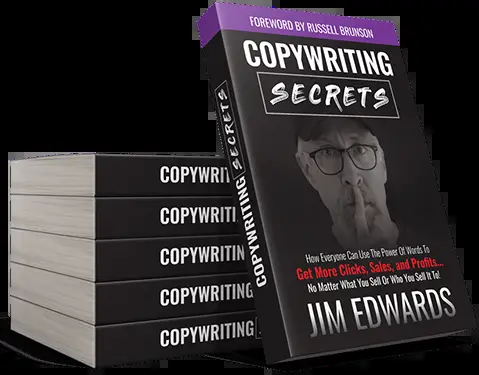 FOREWORD BY RUSSELL BRUNSON
COPYWRITING
SECRETS
How Everyone Can Use The Power Of Words To
Get More Clicks, Sales, and Profits...
No Matter What You Sell Or Who You Sell It To!
JIM EDWARDS
COPYWRITING SECRETS
COPYWRITI
COPYWRITI
COPYWRITIN
COPYWRITING
COPYWRITING